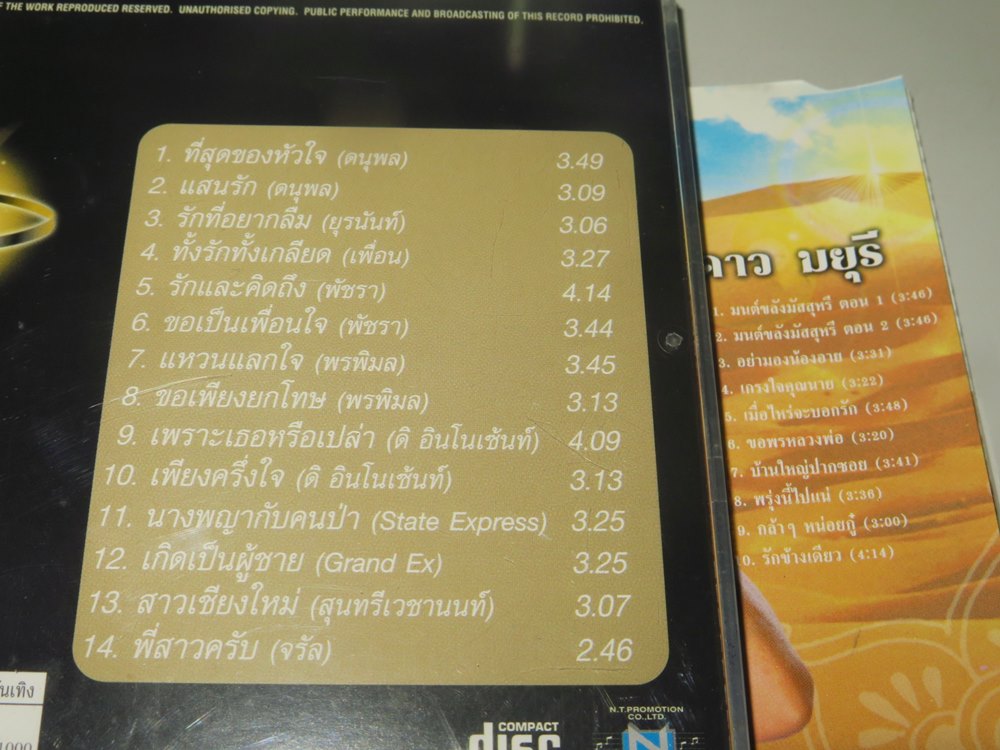 F THE WORK REPRODUCED RESERVED. UNAUTHORISED COPYING. PUBLIC PERFORMANCE AND BROADCASTING OF THIS RECORD PROHIBITED.
1. ที่สุดของหัวใจ (ดนุพล) 3.49
2. แสนรัก (ดนุพล) 3.09
3. รักที่อยากลืม (ยุรนันท์) 3.06
4. ทั้งรักทั้งเกลียด (เพื่อน) 3.27
5. รักและคิดถึง (พัชรา) 4.14
6. ขอเป็นเพื่อนใจ (พัชรา) 3.44
7. แหวนแลกใจ (พรพิมล) 3.45
8. ขอเพียงยกโทษ (พรพิมล) 3.13
9. เพราะเธอหรือเปล่า (ดิ อินโนเซ้นท์) 4.09
10. เพียงครึ่งใจ (ดิ อินโนเซ้นท์) 3.13
11. นางพญากับคนป่า (State Express) 3.25
12. เกิดเป็นผู้ชาย (Grand Ex) 3.25
13. สาวเชียงใหม่ (สุนทรีเวชานนท์) 3.07
14. พี่สาวครับ (จรัล) 2.46
COMPACT
disc
N.T.PROMOTION
CO.,LTD.
N
ดาว มยุรี
1. มนต์ขลังมัสสุหรี ตอน 1 (3:46)
2. มนต์ขลังมัสสุหรี ตอน 2 (3:46)
3. อย่ามองน้องอาย (3:31)
4. เกรงใจคุณนาย (3:22)
5. เมื่อไหร่จะบอกรัก (3:48)
6. ขอพรหลวงพ่อ (3:20)
7. บ้านใหญ่ปากซอย (3:41)
8. พรุ่งนี้ไปแน่ (3:36)
9. กล้าๆ หน่อยกู๋ (3:00)
0. รักข้างเดียว (4:14)